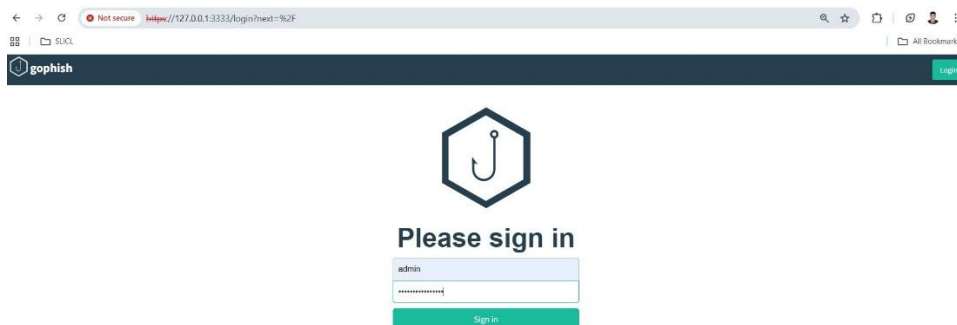 Not secure https://127.0.0.1:3333/login?next=%2F
SLICL All Bookmark
gophish Login
Please sign in
admin
••••••••••••••••
Sign in